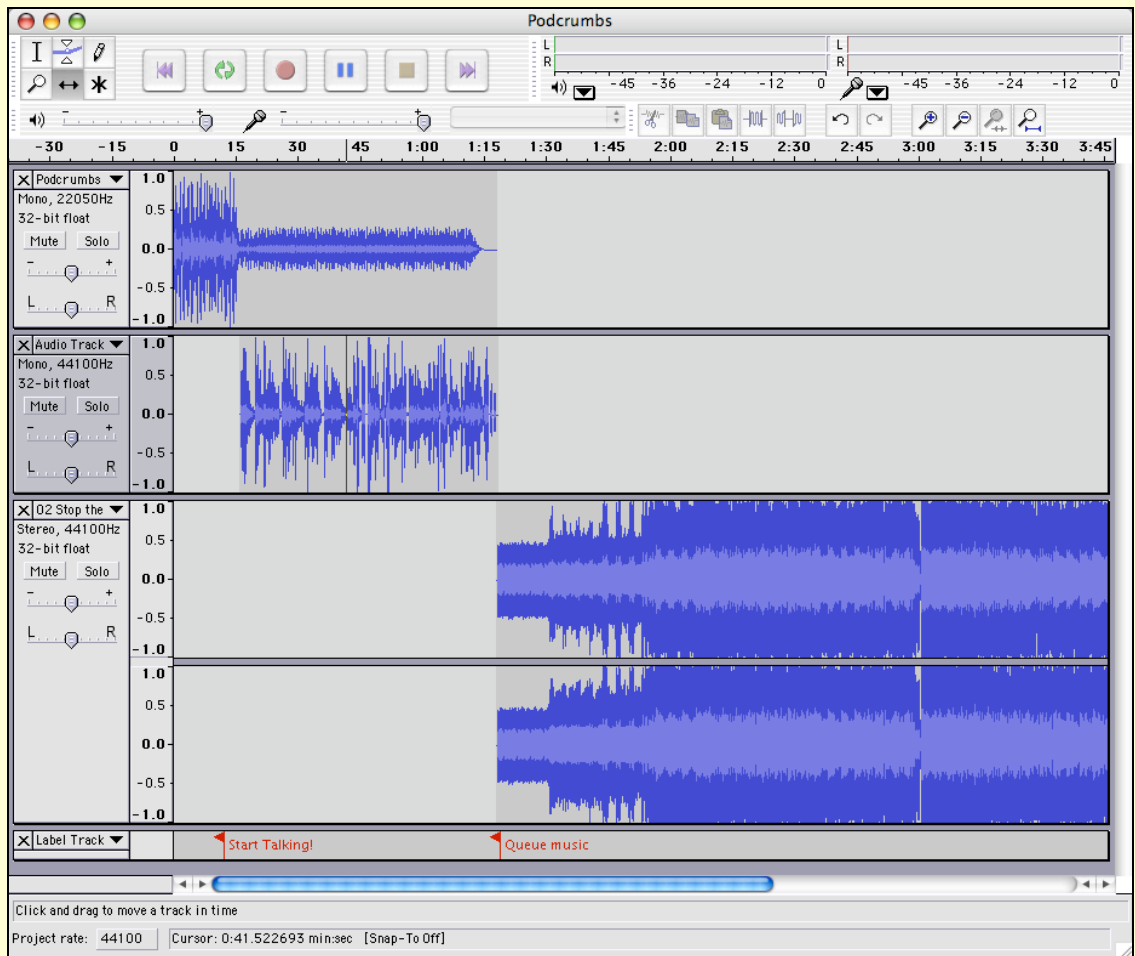 Podcrumbs
L
R
-45 -36 -24 -12 0
L
R
-45 -36 -24 -12 0
- +
- +
-30 -15 0 15 30 45 1:00 1:15 1:30 1:45 2:00 2:15 2:30 2:45 3:00 3:15 3:30 3:45
X Podcrumbs
Mono, 22050Hz
32-bit float
Mute Solo
- +
L R
1.0
0.5
0.0
-0.5
-1.0
X Audio Track
Mono, 44100Hz
32-bit float
Mute Solo
- +
L R
1.0
0.5
0.0
-0.5
-1.0
X 02 Stop the
Stereo, 44100Hz
32-bit float
Mute Solo
- +
L R
1.0
0.5
0.0
-0.5
-1.0
1.0
0.5
0.0
-0.5
-1.0
X Label Track
Start Talking!
Queue music
Click and drag to move a track in time
Project rate: 44100 Cursor: 0:41.522693 min:sec [Snap-To Off]